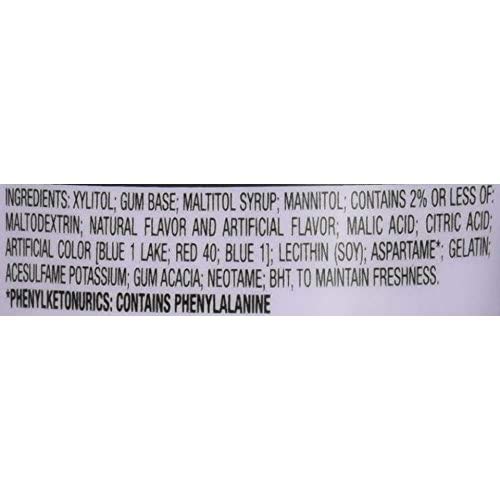 INGREDIENTS: XYLITOL; GUM BASE; MALTITOL SYRUP; MANNITOL; CONTAINS 2% OR LESS OF:
MALTODEXTRIN; NATURAL FLAVOR AND ARTIFICIAL FLAVOR; MALIC ACID; CITRIC ACID;
ARTIFICIAL COLOR [BLUE 1 LAKE; RED 40; BLUE 1]; LECITHIN (SOY); ASPARTAME*; GELATIN;
ACESULFAME POTASSIUM; GUM ACACIA; NEOTAME; BHT, TO MAINTAIN FRESHNESS.
*PHENYLKETONURICS: CONTAINS PHENYLALANINE